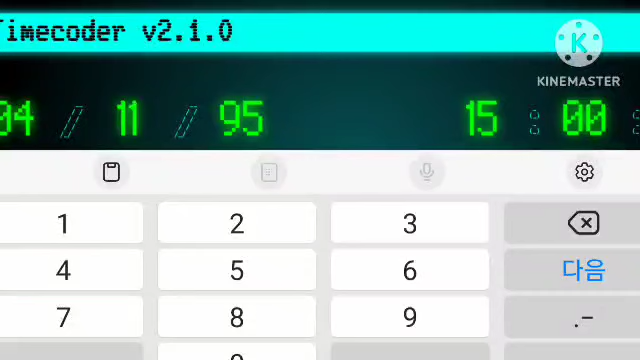 Timecoder v2.1.0
K
KINEMASTER
04 // 11 // 95 15 : 00 :
1 2 3
4 5 6 다음
7 8 9 .-